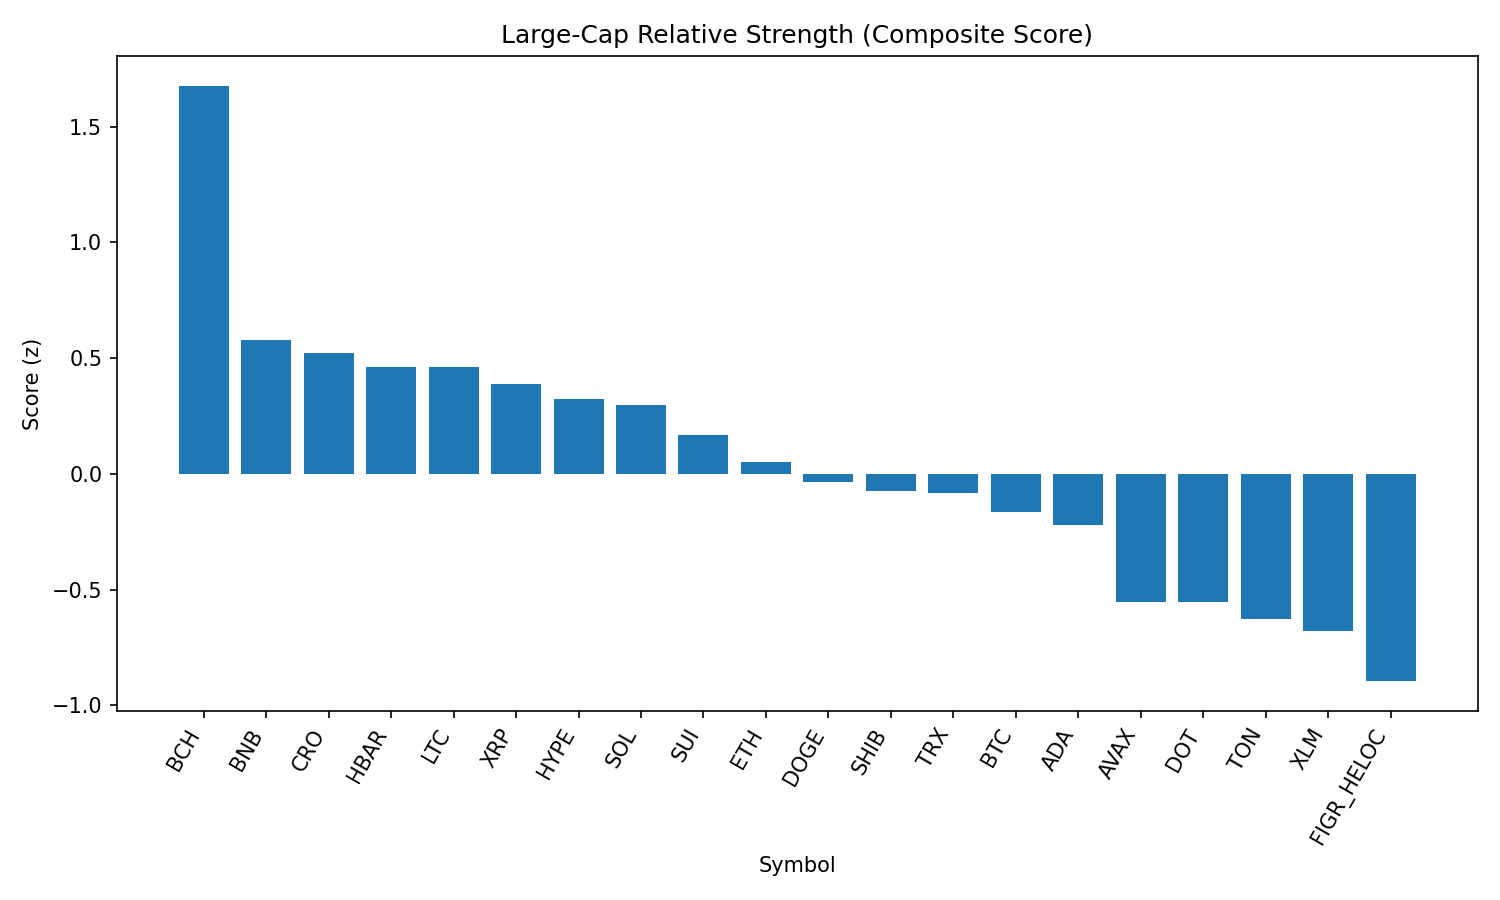 Large-Cap Relative Strength (Composite Score)
Score (z)
1.5
1.0
0.5
0.0
−0.5
−1.0
BCH
BNB
CRO
HBAR
LTC
XRP
HYPE
SOL
SUI
ETH
DOGE
SHIB
TRX
BTC
ADA
AVAX
DOT
TON
XLM
FIGR_HELOC
Symbol